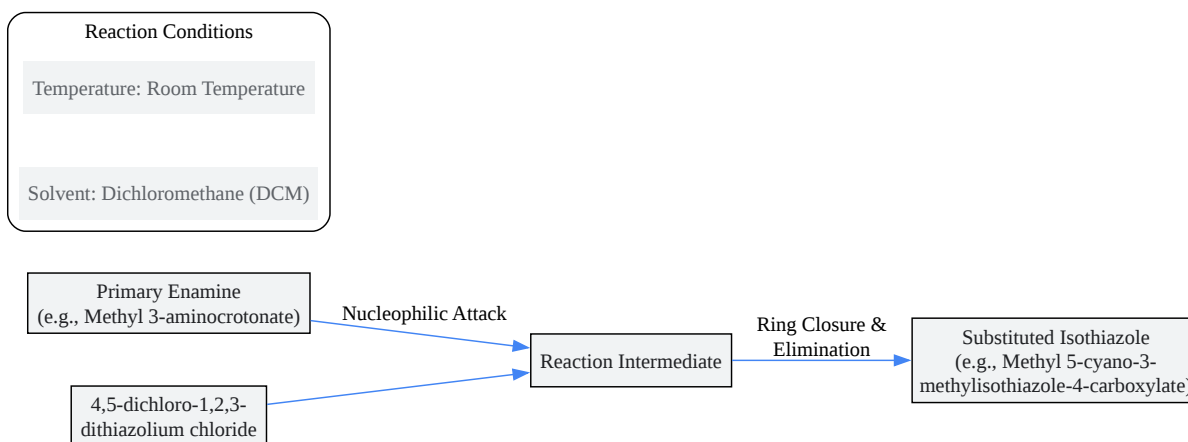 Reaction Conditions
Temperature: Room Temperature
Solvent: Dichloromethane (DCM)
Primary Enamine
(e.g., Methyl 3-aminocrotonate)
Nucleophilic Attack
4,5-dichloro-1,2,3-
dithiazolium chloride
Reaction Intermediate
Ring Closure &
Elimination
Substituted Isothiazole
(e.g., Methyl 5-cyano-3-
methylisothiazole-4-carboxylate)